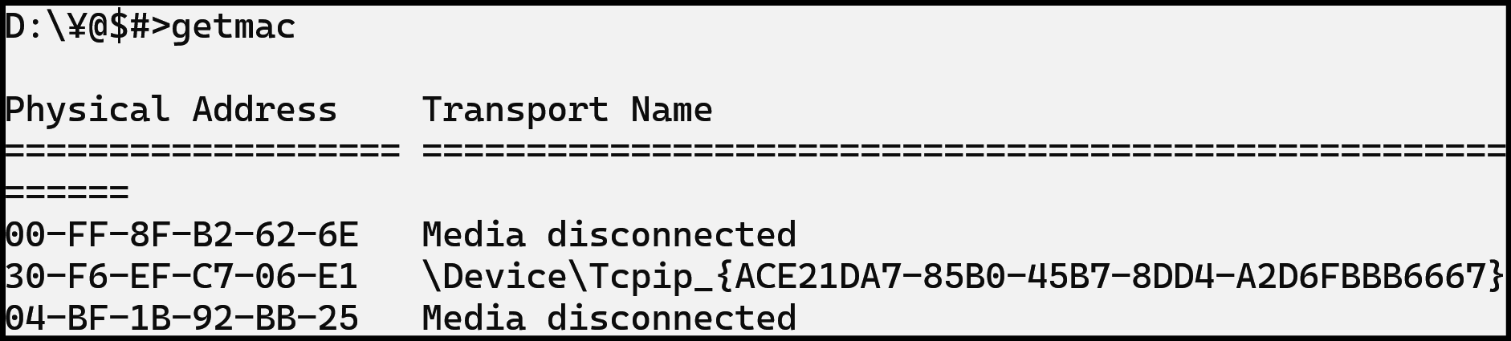 D:\¥@$#>getmac
Physical Address    Transport Name
=================== ====================================================
======
00-FF-8F-B2-62-6E   Media disconnected
30-F6-EF-C7-06-E1   \Device\Tcpip_{ACE21DA7-85B0-45B7-8DD4-A2D6FBBB6667}
04-BF-1B-92-BB-25   Media disconnected